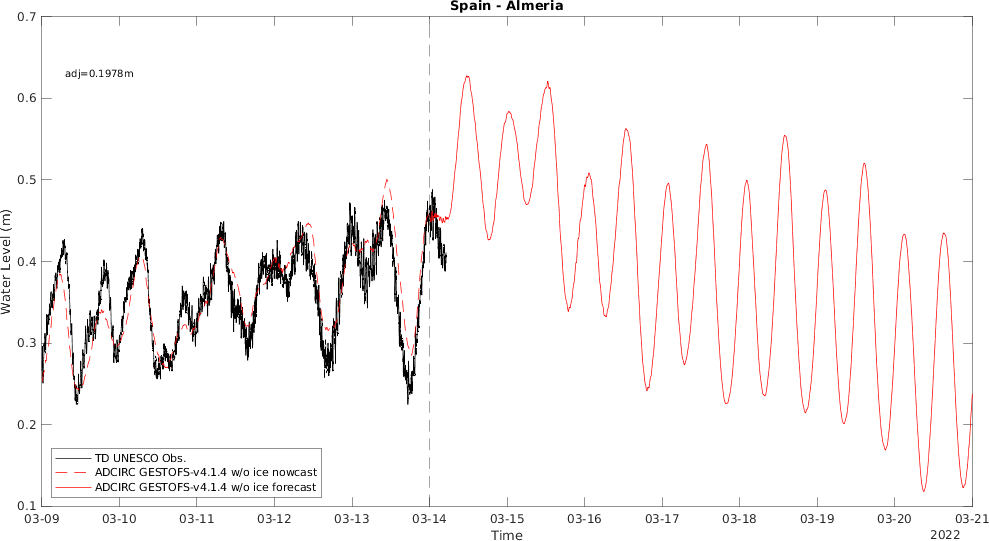 Spain - Almeria
0.7
adj=0.1978m
0.6
0.5
0.4
0.3
0.2
0.1
Water Level (m)
TD UNESCO Obs.
ADCIRC GESTOFS-v4.1.4 w/o ice nowcast
ADCIRC GESTOFS-v4.1.4 w/o ice forecast
03-09 03-10 03-11 03-12 03-13 03-14 03-15 03-16 03-17 03-18 03-19 03-20 03-21
Time
2022